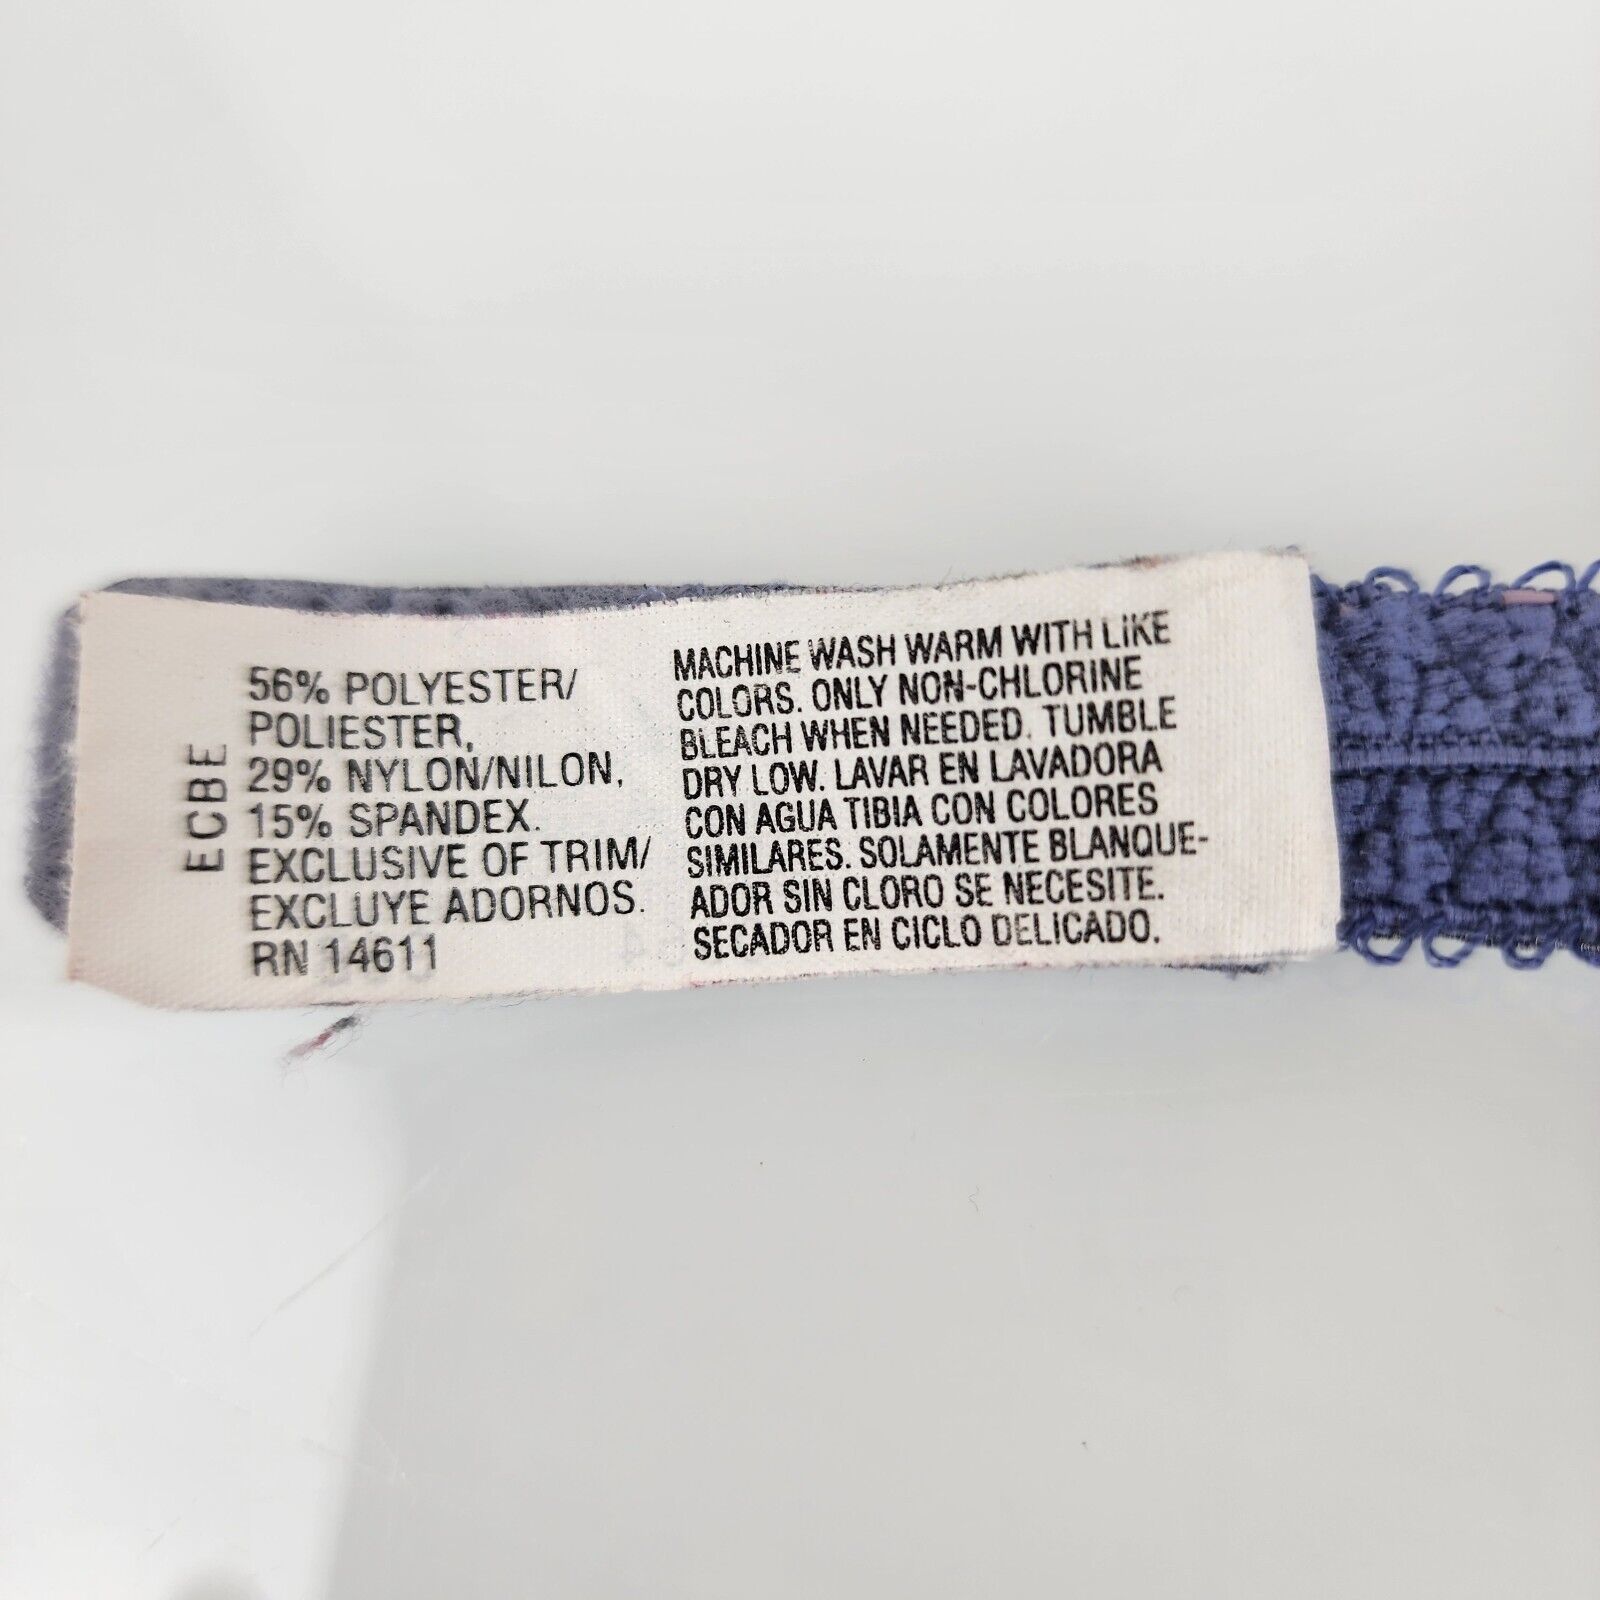 ECBE
56% POLYESTER/
POLIESTER,
29% NYLON/NILON,
15% SPANDEX.
EXCLUSIVE OF TRIM/
EXCLUYE ADORNOS.
RN 14611
MACHINE WASH WARM WITH LIKE
COLORS. ONLY NON-CHLORINE
BLEACH WHEN NEEDED. TUMBLE
DRY LOW. LAVAR EN LAVADORA
CON AGUA TIBIA CON COLORES
SIMILARES. SOLAMENTE BLANQUE-
ADOR SIN CLORO SE NECESITE.
SECADOR EN CICLO DELICADO.